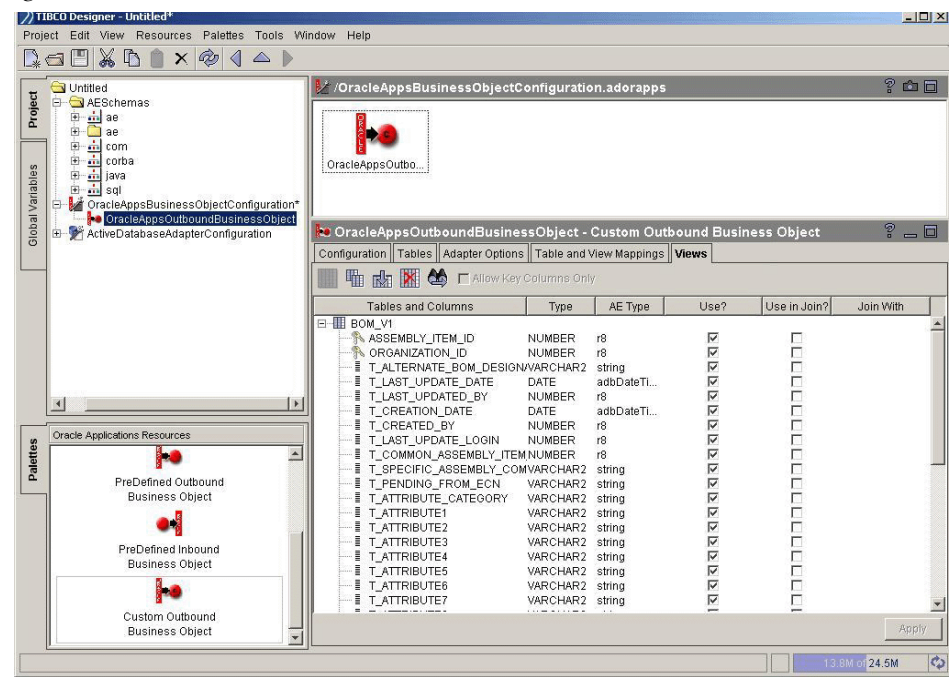 TIBCO Designer - Untitled*
Project Edit View Resources Palettes Tools Window Help
Project
Global Variables
Untitled
AESchemas
ae
ae
com
corba
java
sql
OracleAppsBusinessObjectConfiguration*
OracleAppsOutboundBusinessObject
ActiveDatabaseAdapterConfiguration
/OracleAppsBusinessObjectConfiguration.adorapps
ORACLE
C
OracleAppsOutbo...
OracleAppsOutboundBusinessObject - Custom Outbound Business Object
Configuration Tables Adapter Options Table and View Mappings Views
Allow Key Columns Only
Tables and Columns Type AE Type Use? Use in Join? Join With
BOM_V1
ASSEMBLY_ITEM_ID NUMBER r8
ORGANIZATION_ID NUMBER r8
T_ALTERNATE_BOM_DESIGN VARCHAR2 string
T_LAST_UPDATE_DATE DATE adbDateTi...
T_LAST_UPDATED_BY NUMBER r8
T_CREATION_DATE DATE adbDateTi...
T_CREATED_BY NUMBER r8
T_LAST_UPDATE_LOGIN NUMBER r8
T_COMMON_ASSEMBLY_ITEM NUMBER r8
T_SPECIFIC_ASSEMBLY_COM VARCHAR2 string
T_PENDING_FROM_ECN VARCHAR2 string
T_ATTRIBUTE_CATEGORY VARCHAR2 string
T_ATTRIBUTE1 VARCHAR2 string
T_ATTRIBUTE2 VARCHAR2 string
T_ATTRIBUTE3 VARCHAR2 string
T_ATTRIBUTE4 VARCHAR2 string
T_ATTRIBUTE5 VARCHAR2 string
T_ATTRIBUTE6 VARCHAR2 string
T_ATTRIBUTE7 VARCHAR2 string
Apply
Palettes
Oracle Applications Resources
PreDefined Outbound
Business Object
PreDefined Inbound
Business Object
Custom Outbound
Business Object
13.8M of 24.5M